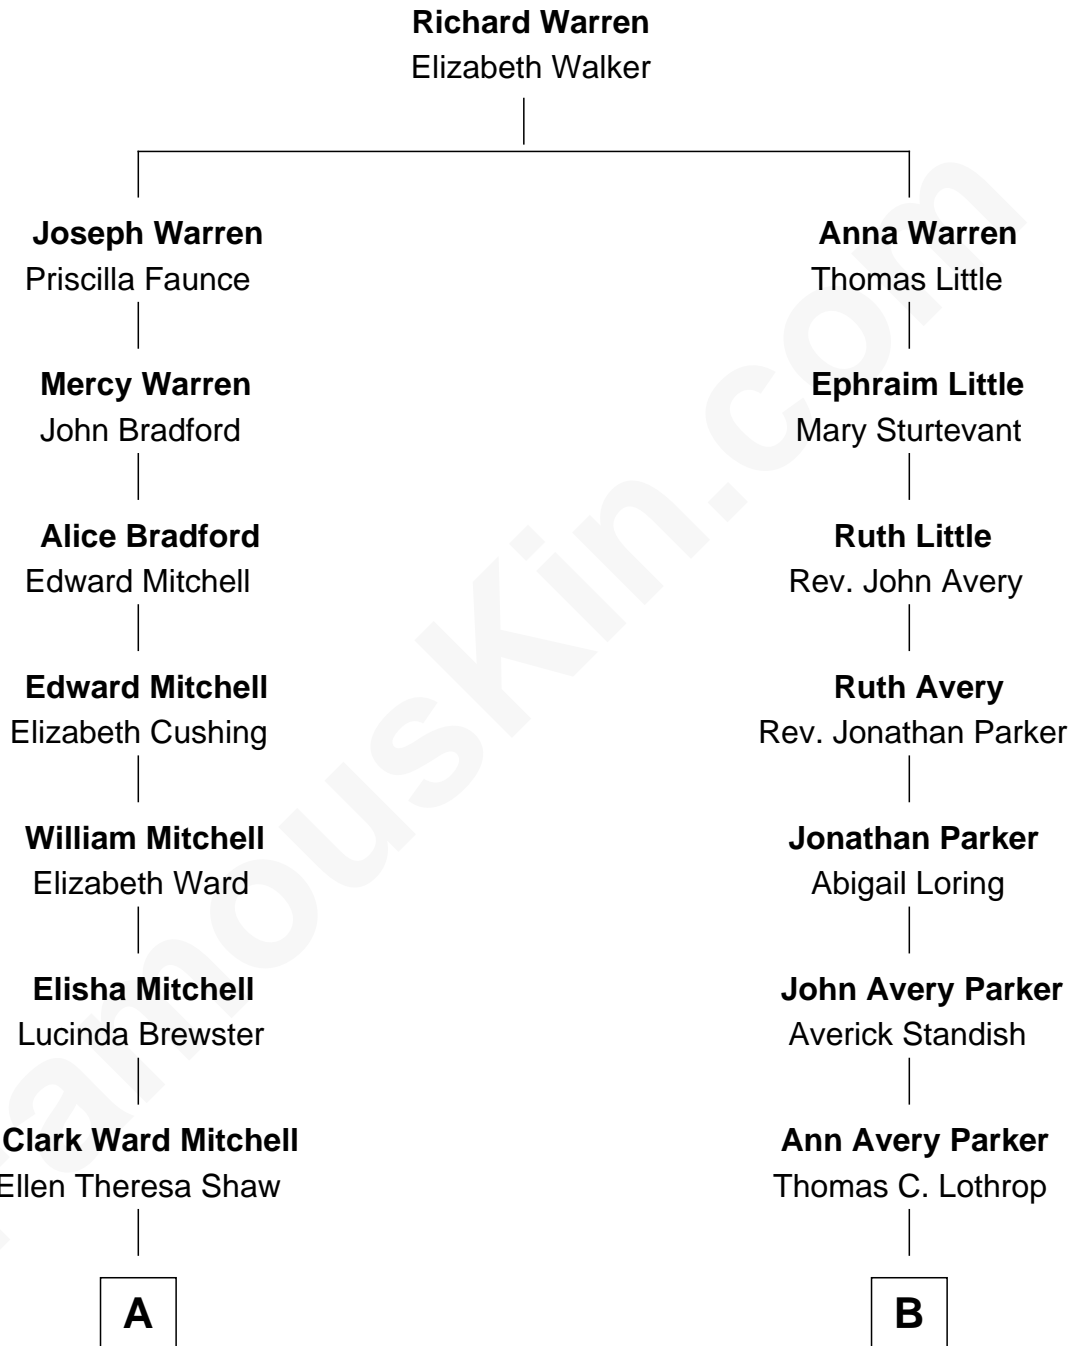 Richard Warren
Elizabeth Walker
Joseph Warren
Priscilla Faunce
Mercy Warren
John Bradford
Alice Bradford
Edward Mitchell
Edward Mitchell
Elizabeth Cushing
William Mitchell
Elizabeth Ward
Elisha Mitchell
Lucinda Brewster
Clark Ward Mitchell
Ellen Theresa Shaw
A
Anna Warren
Thomas Little
Ephraim Little
Mary Sturtevant
Ruth Little
Rev. John Avery
Ruth Avery
Rev. Jonathan Parker
Jonathan Parker
Abigail Loring
John Avery Parker
Averick Standish
Ann Avery Parker
Thomas C. Lothrop
B
FamousKin.com